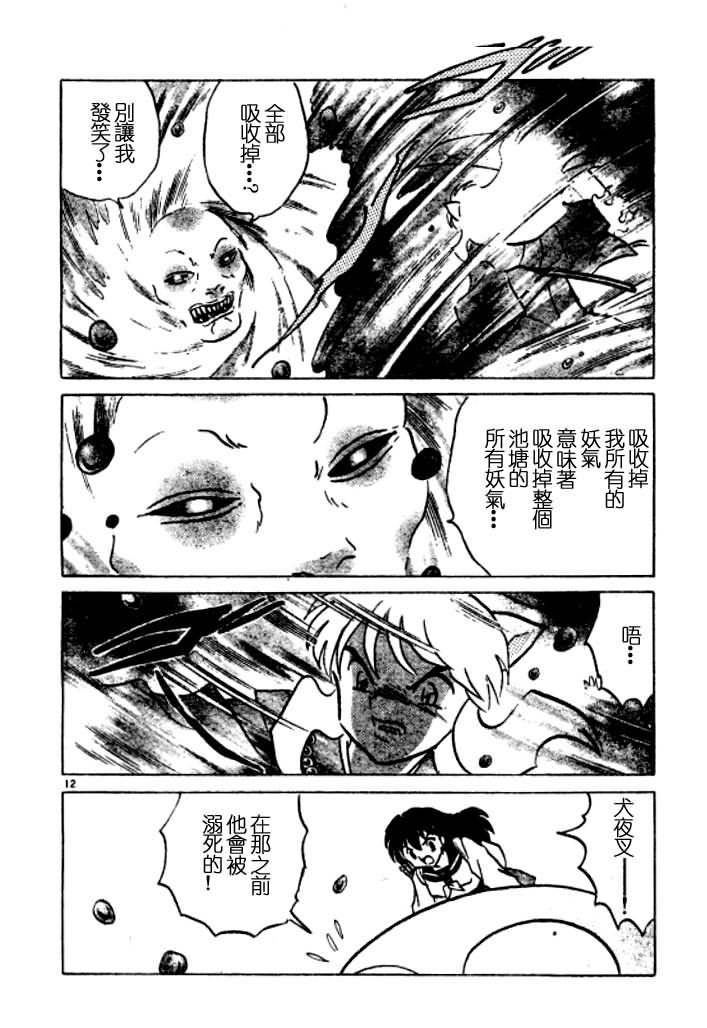 全部
吸收掉…?
別讓我
發笑了…
吸收掉
我所有的
妖氣
意味著
吸收掉整個
池塘的
所有妖氣…
唔…
12
犬夜叉——
在那之前
他會被
溺死的!